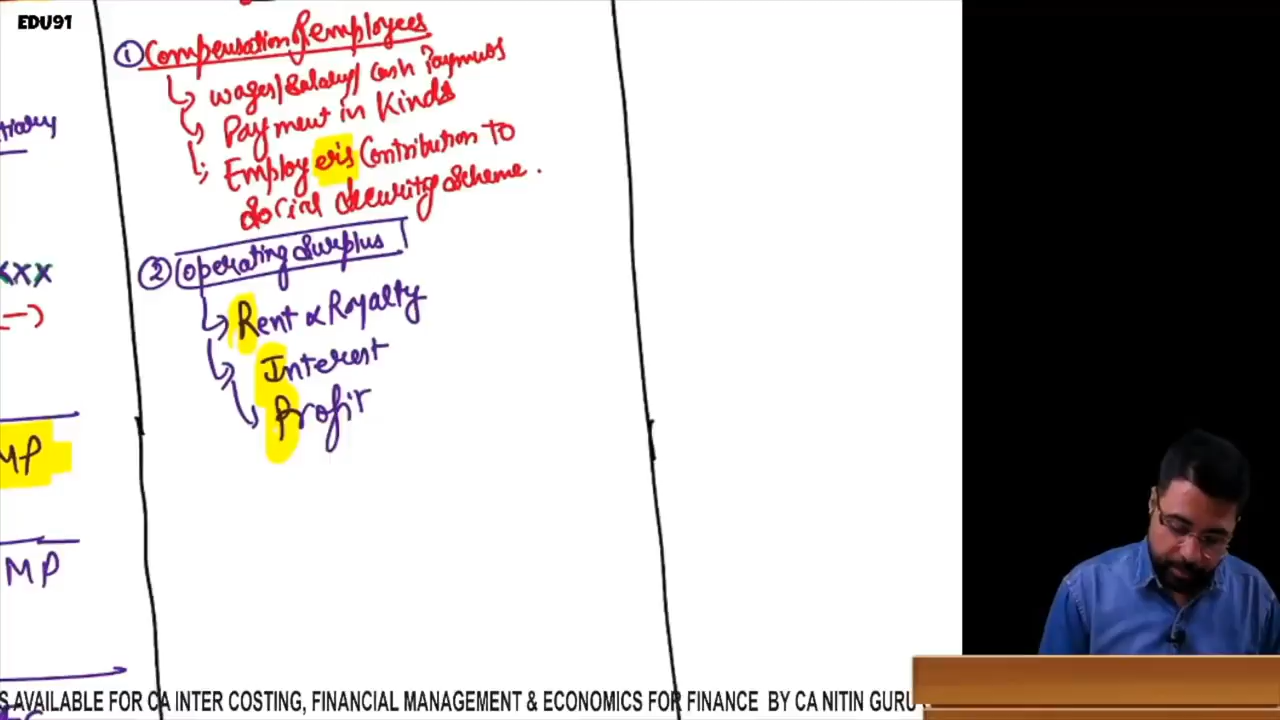 EDU91
① Compensation of employees
wages/Salary/ Cash Payments
Payment in Kinds
Employer's Contribution to
Social Security Scheme.
② Operating Surplus
XXX
Rent & Royalty
(-)
Interest
Profit
MP
MP
S AVAILABLE FOR CA INTER COSTING, FINANCIAL MANAGEMENT & ECONOMICS FOR FINANCE BY CA NITIN GURU